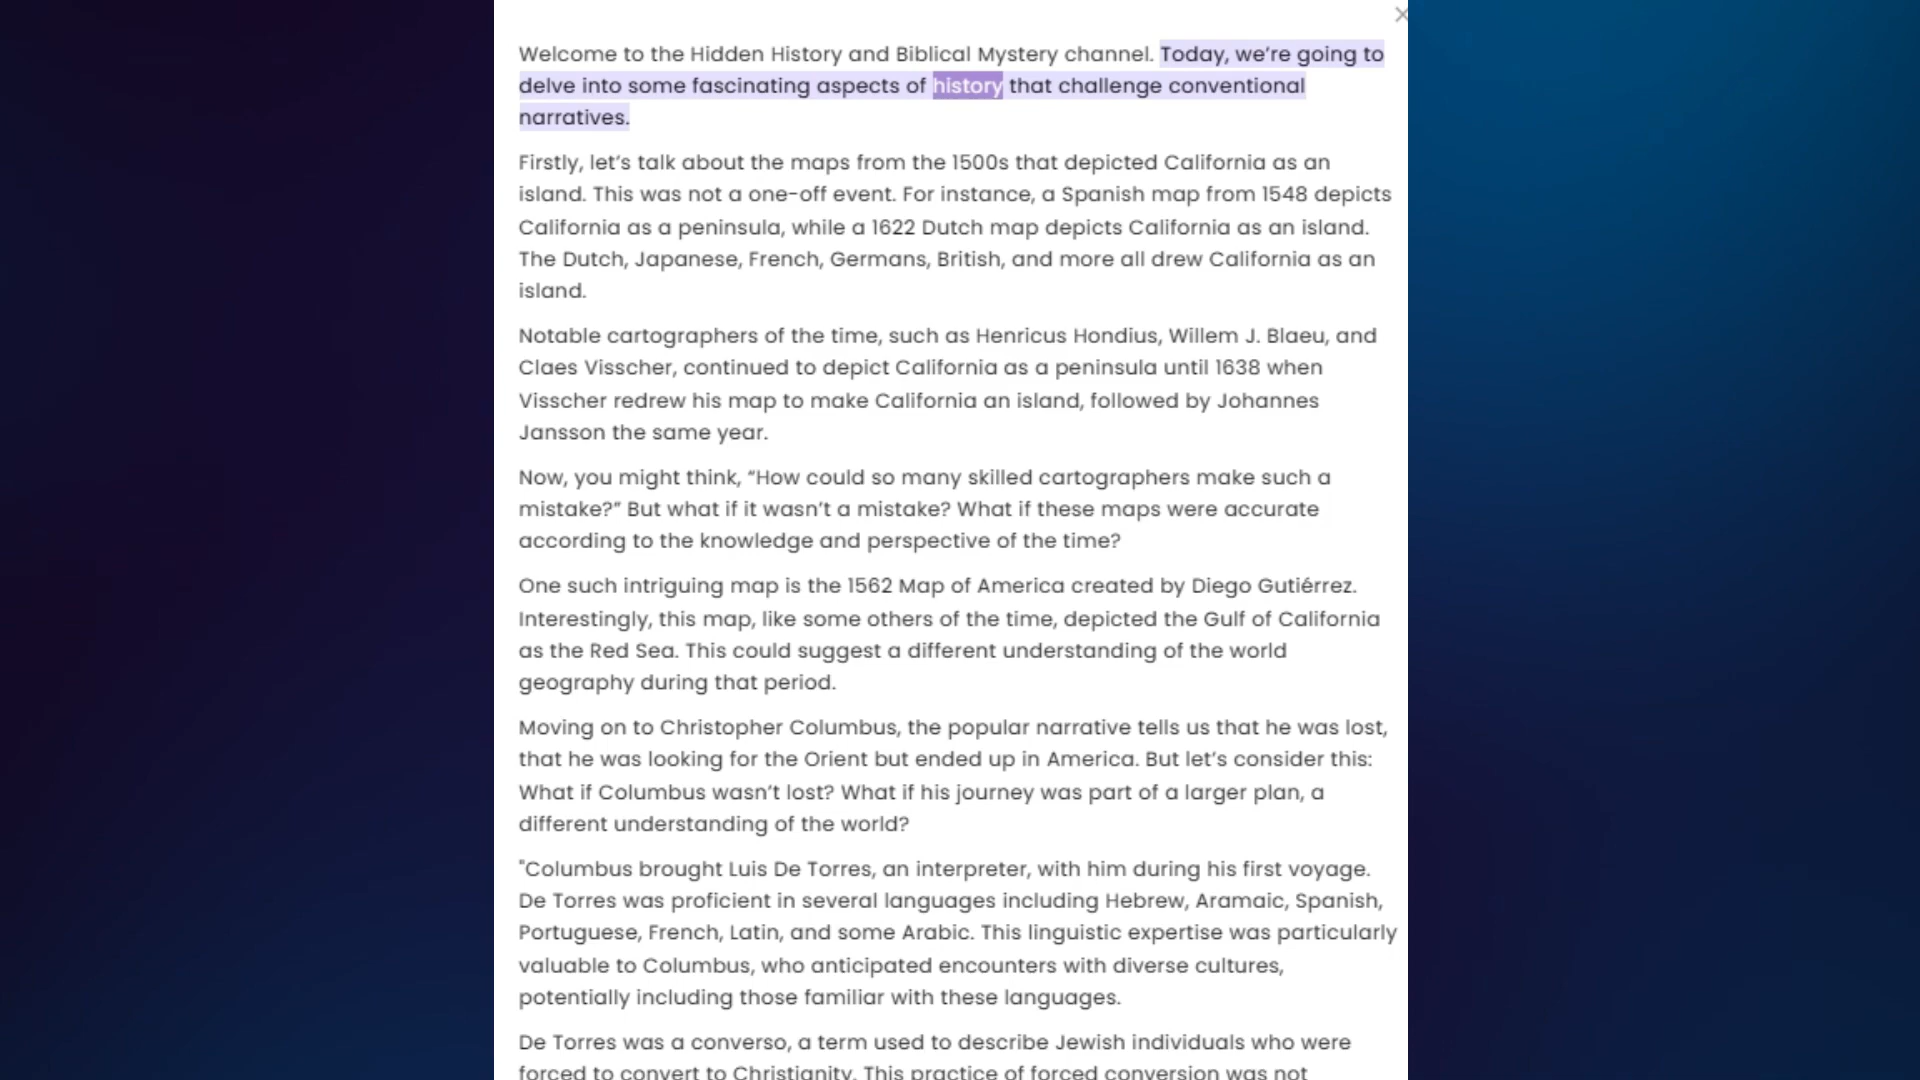 Welcome to the Hidden History and Biblical Mystery channel. Today, we’re going to
delve into some fascinating aspects of history that challenge conventional
narratives.
Firstly, let’s talk about the maps from the 1500s that depicted California as an
island. This was not a one-off event. For instance, a Spanish map from 1548 depicts
California as a peninsula, while a 1622 Dutch map depicts California as an island.
The Dutch, Japanese, French, Germans, British, and more all drew California as an
island.
Notable cartographers of the time, such as Henricus Hondius, Willem J. Blaeu, and
Claes Visscher, continued to depict California as a peninsula until 1638 when
Visscher redrew his map to make California an island, followed by Johannes
Jansson the same year.
Now, you might think, “How could so many skilled cartographers make such a
mistake?” But what if it wasn’t a mistake? What if these maps were accurate
according to the knowledge and perspective of the time?
One such intriguing map is the 1562 Map of America created by Diego Gutiérrez.
Interestingly, this map, like some others of the time, depicted the Gulf of California
as the Red Sea. This could suggest a different understanding of the world
geography during that period.
Moving on to Christopher Columbus, the popular narrative tells us that he was lost,
that he was looking for the Orient but ended up in America. But let’s consider this:
What if Columbus wasn’t lost? What if his journey was part of a larger plan, a
different understanding of the world?
"Columbus brought Luis De Torres, an interpreter, with him during his first voyage.
De Torres was proficient in several languages including Hebrew, Aramaic, Spanish,
Portuguese, French, Latin, and some Arabic. This linguistic expertise was particularly
valuable to Columbus, who anticipated encounters with diverse cultures,
potentially including those familiar with these languages.
De Torres was a converso, a term used to describe Jewish individuals who were
forced to convert to Christianity. This practice of forced conversion was not